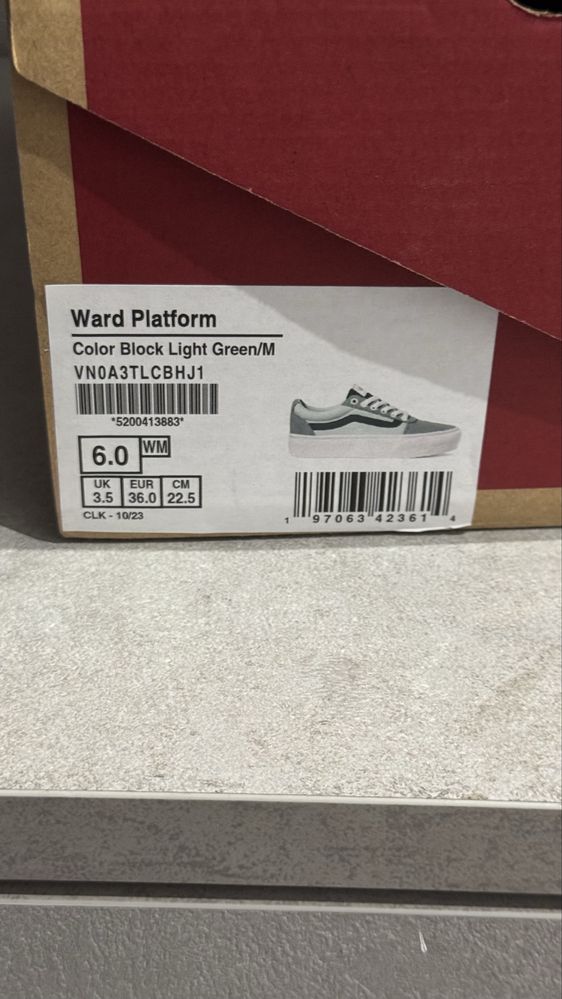 Ward Platform
Color Block Light Green/M
VN0A3TLCBHJ1
*5200413883*
6.0 WM
UK EUR CM
3.5 36.0 22.5
CLK - 10/23
1 97063 42361 4